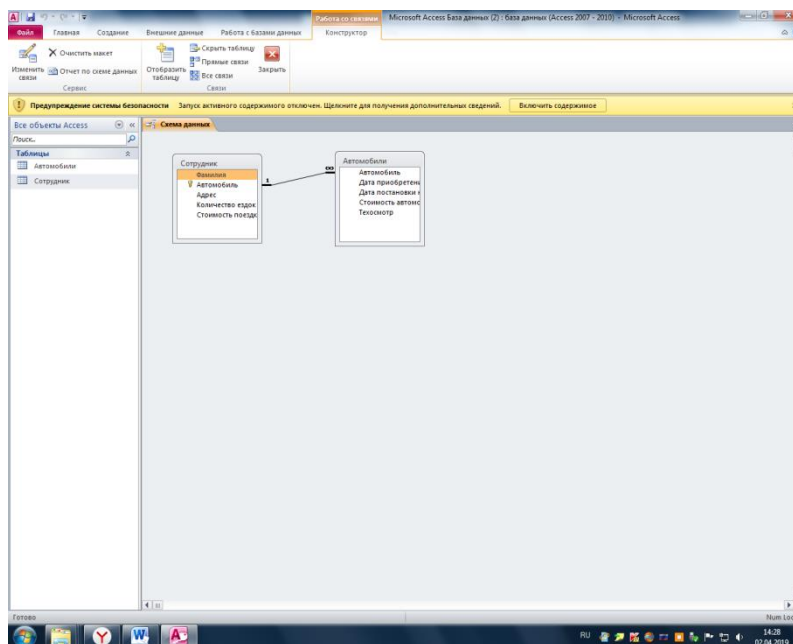 Работа со связями Microsoft Access База данных (2) : база данных (Access 2007 - 2010) - Microsoft Access
Файл Главная Создание Внешние данные Работа с базами данных Конструктор
Изменить связи
Очистить макет
Отчет по схеме данных
Сервис
Отобразить таблицу
Скрыть таблицу
Прямые связи
Все связи
Закрыть
Связи
Предупреждение системы безопасности Запуск активного содержимого отключен. Щелкните для получения дополнительных сведений. Включить содержимое
Все объекты Access
Поиск...
Таблицы
Автомобили
Сотрудник
Схема данных
Сотрудник
Фамилия
Автомобиль
Адрес
Количество ездок
Стоимость поездк
1
∞
Автомобили
Автомобиль
Дата приобретен
Дата постановки
Стоимость автомо
Техосмотр
Готово
Num Loc
RU
14:28
02.04.2019